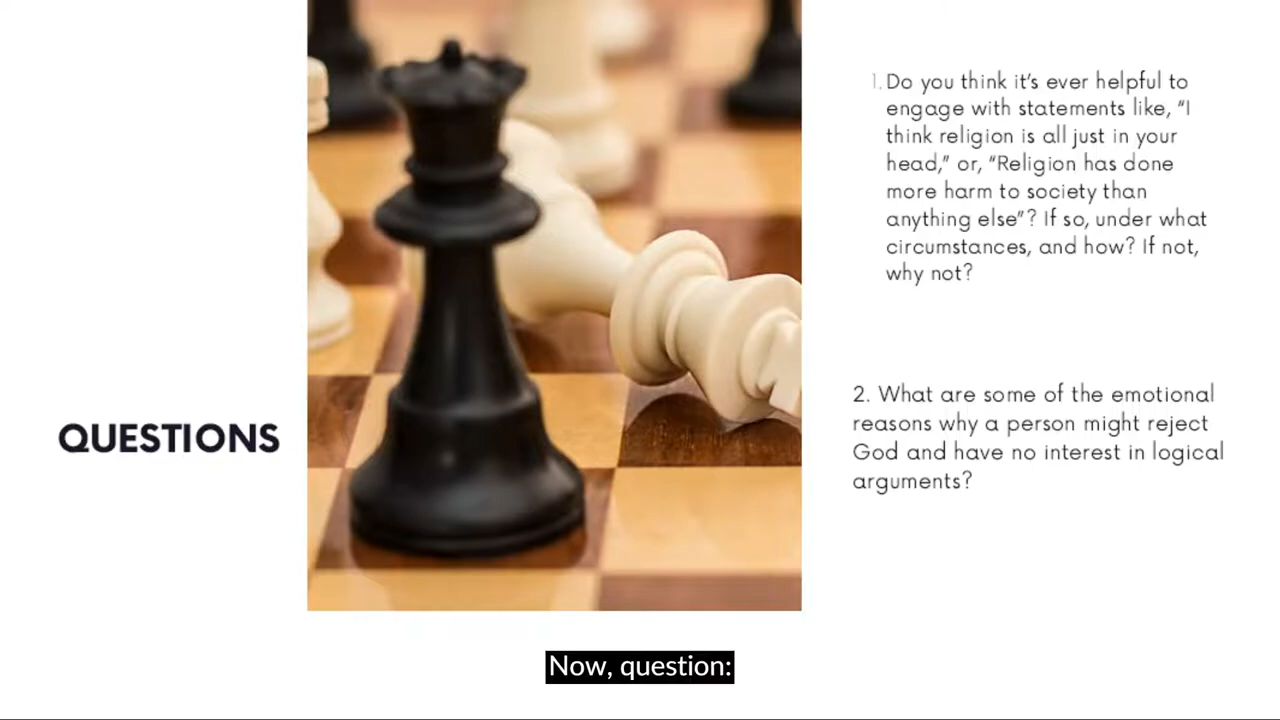 1. Do you think it's ever helpful to
engage with statements like, "I
think religion is all just in your
head," or, "Religion has done
more harm to society than
anything else"? If so, under what
circumstances, and how? If not,
why not?
QUESTIONS
2. What are some of the emotional
reasons why a person might reject
God and have no interest in logical
arguments?
Now, question: